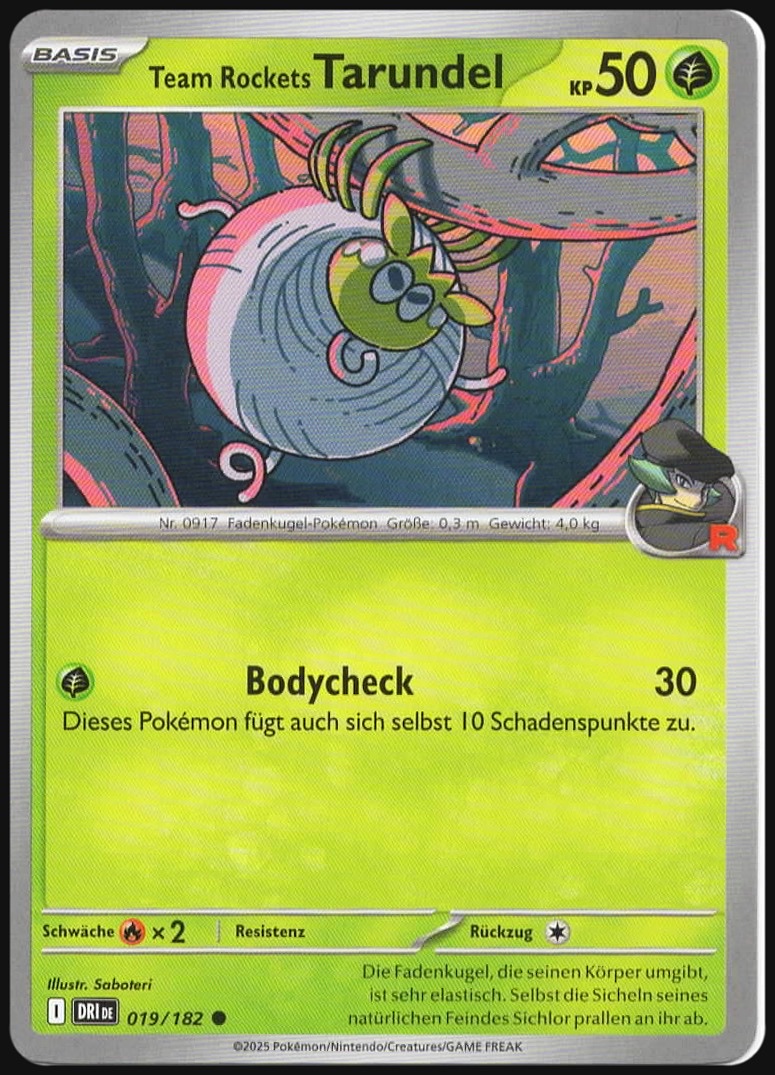 BASIS
Team Rockets Tarundel KP 50
R
Nr. 0917 Fadenkugel-Pokémon Größe: 0,3 m Gewicht: 4,0 kg
Bodycheck 30
Dieses Pokémon fügt auch sich selbst 10 Schadenspunkte zu.
Schwäche × 2 Resistenz Rückzug
Illustr. Saboteri
Die Fadenkugel, die seinen Körper umgibt,
ist sehr elastisch. Selbst die Sicheln seines
natürlichen Feindes Sichlor prallen an ihr ab.
I DRI DE 019/182
©2025 Pokémon/Nintendo/Creatures/GAME FREAK